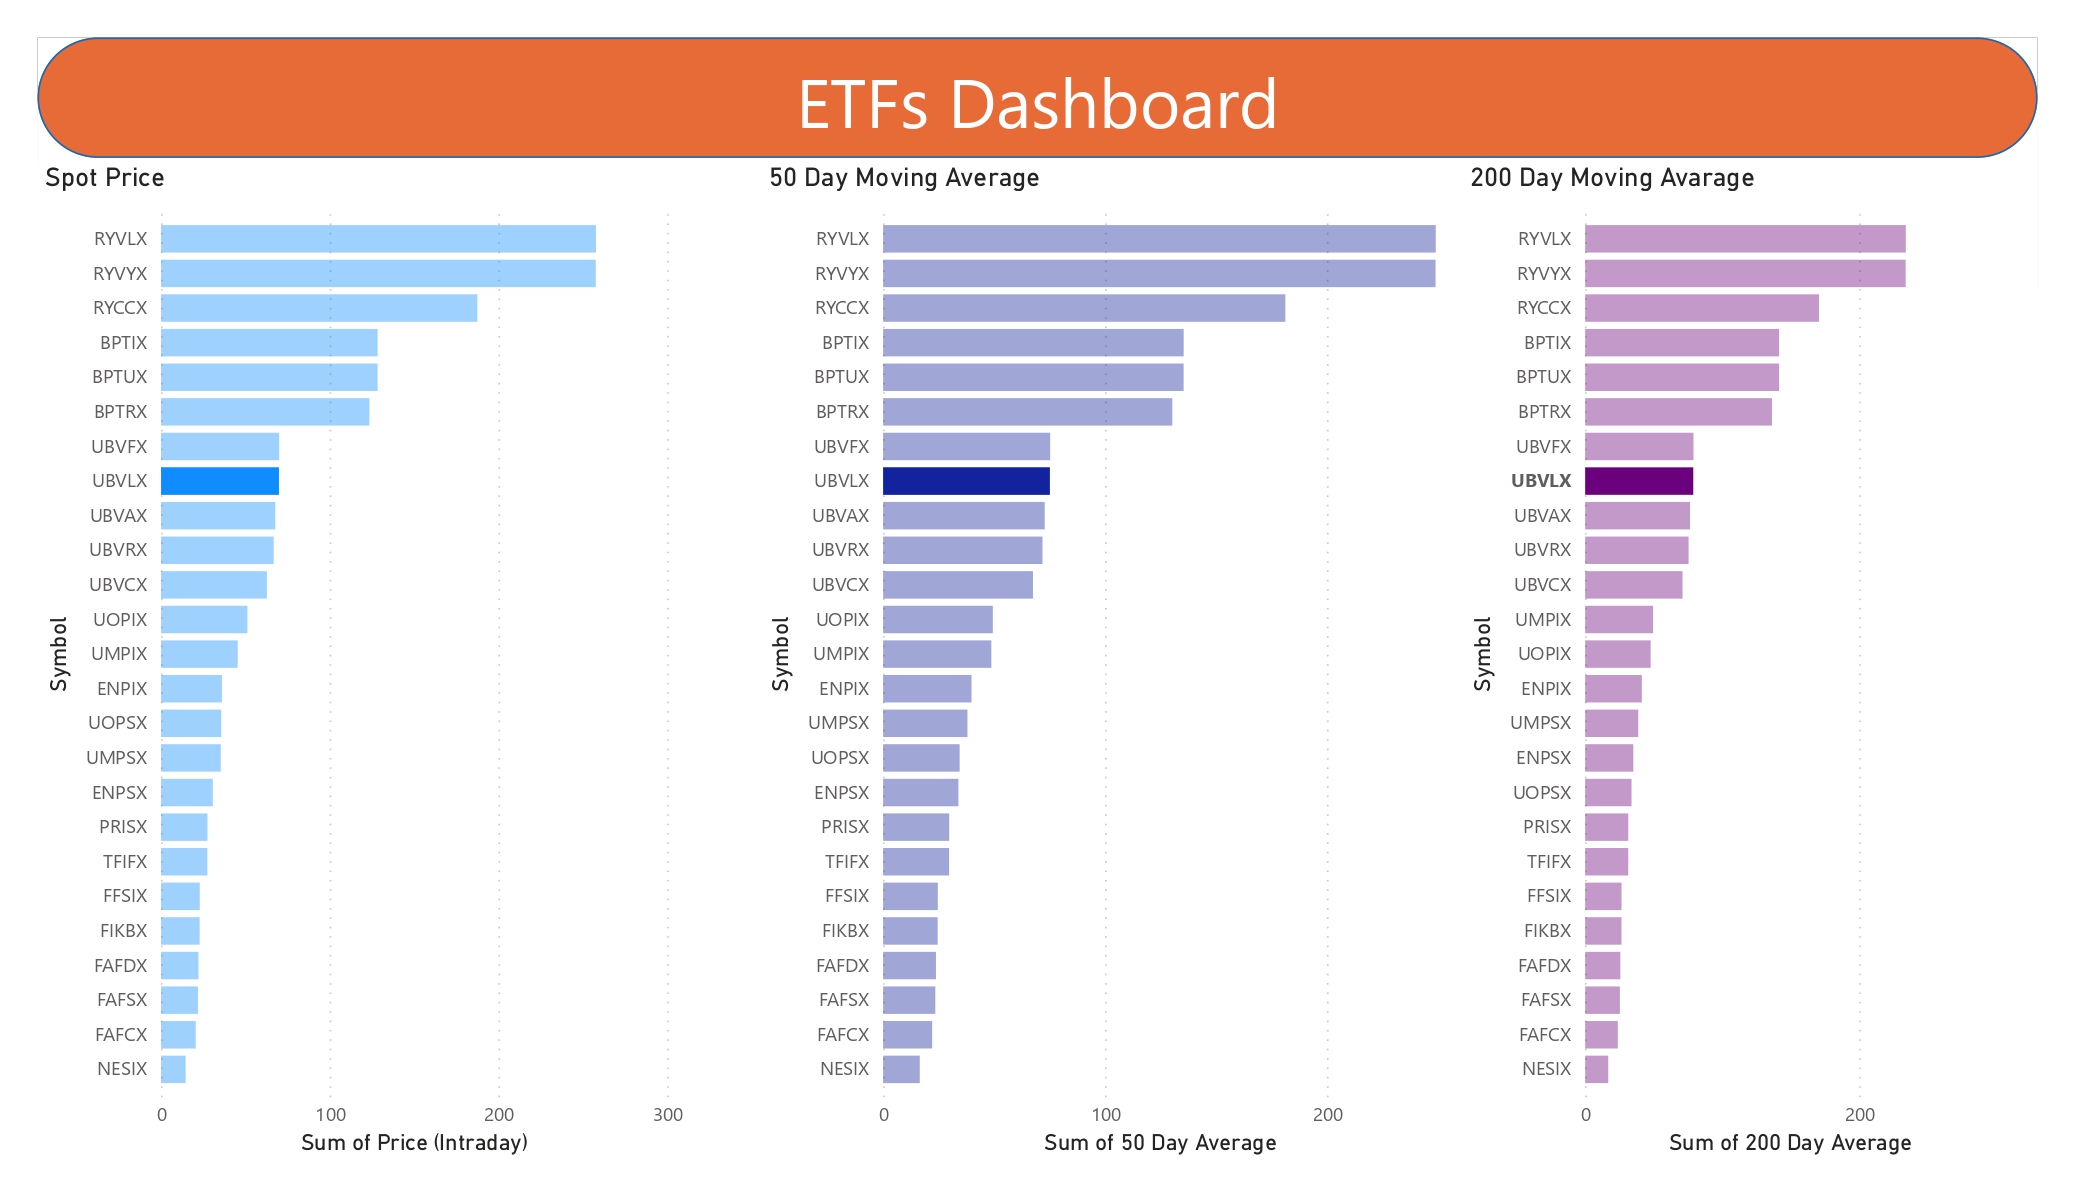 ETFs Dashboard
Spot Price
RYVLX
RYVYX
RYCCX
BPTIX
BPTUX
BPTRX
UBVFX
UBVLX
UBVAX
UBVRX
UBVCX
UOPIX
UMPIX
ENPIX
UOPSX
UMPSX
ENPSX
PRISX
TFIFX
FFSIX
FIKBX
FAFDX
FAFSX
FAFCX
NESIX
Symbol
0 100 200 300
Sum of Price (Intraday)
50 Day Moving Average
RYVLX
RYVYX
RYCCX
BPTIX
BPTUX
BPTRX
UBVFX
UBVLX
UBVAX
UBVRX
UBVCX
UOPIX
UMPIX
ENPIX
UMPSX
UOPSX
ENPSX
PRISX
TFIFX
FFSIX
FIKBX
FAFDX
FAFSX
FAFCX
NESIX
Symbol
0 100 200
Sum of 50 Day Average
200 Day Moving Avarage
RYVLX
RYVYX
RYCCX
BPTIX
BPTUX
BPTRX
UBVFX
UBVLX
UBVAX
UBVRX
UBVCX
UMPIX
UOPIX
ENPIX
UMPSX
ENPSX
UOPSX
PRISX
TFIFX
FFSIX
FIKBX
FAFDX
FAFSX
FAFCX
NESIX
Symbol
0 200
Sum of 200 Day Average